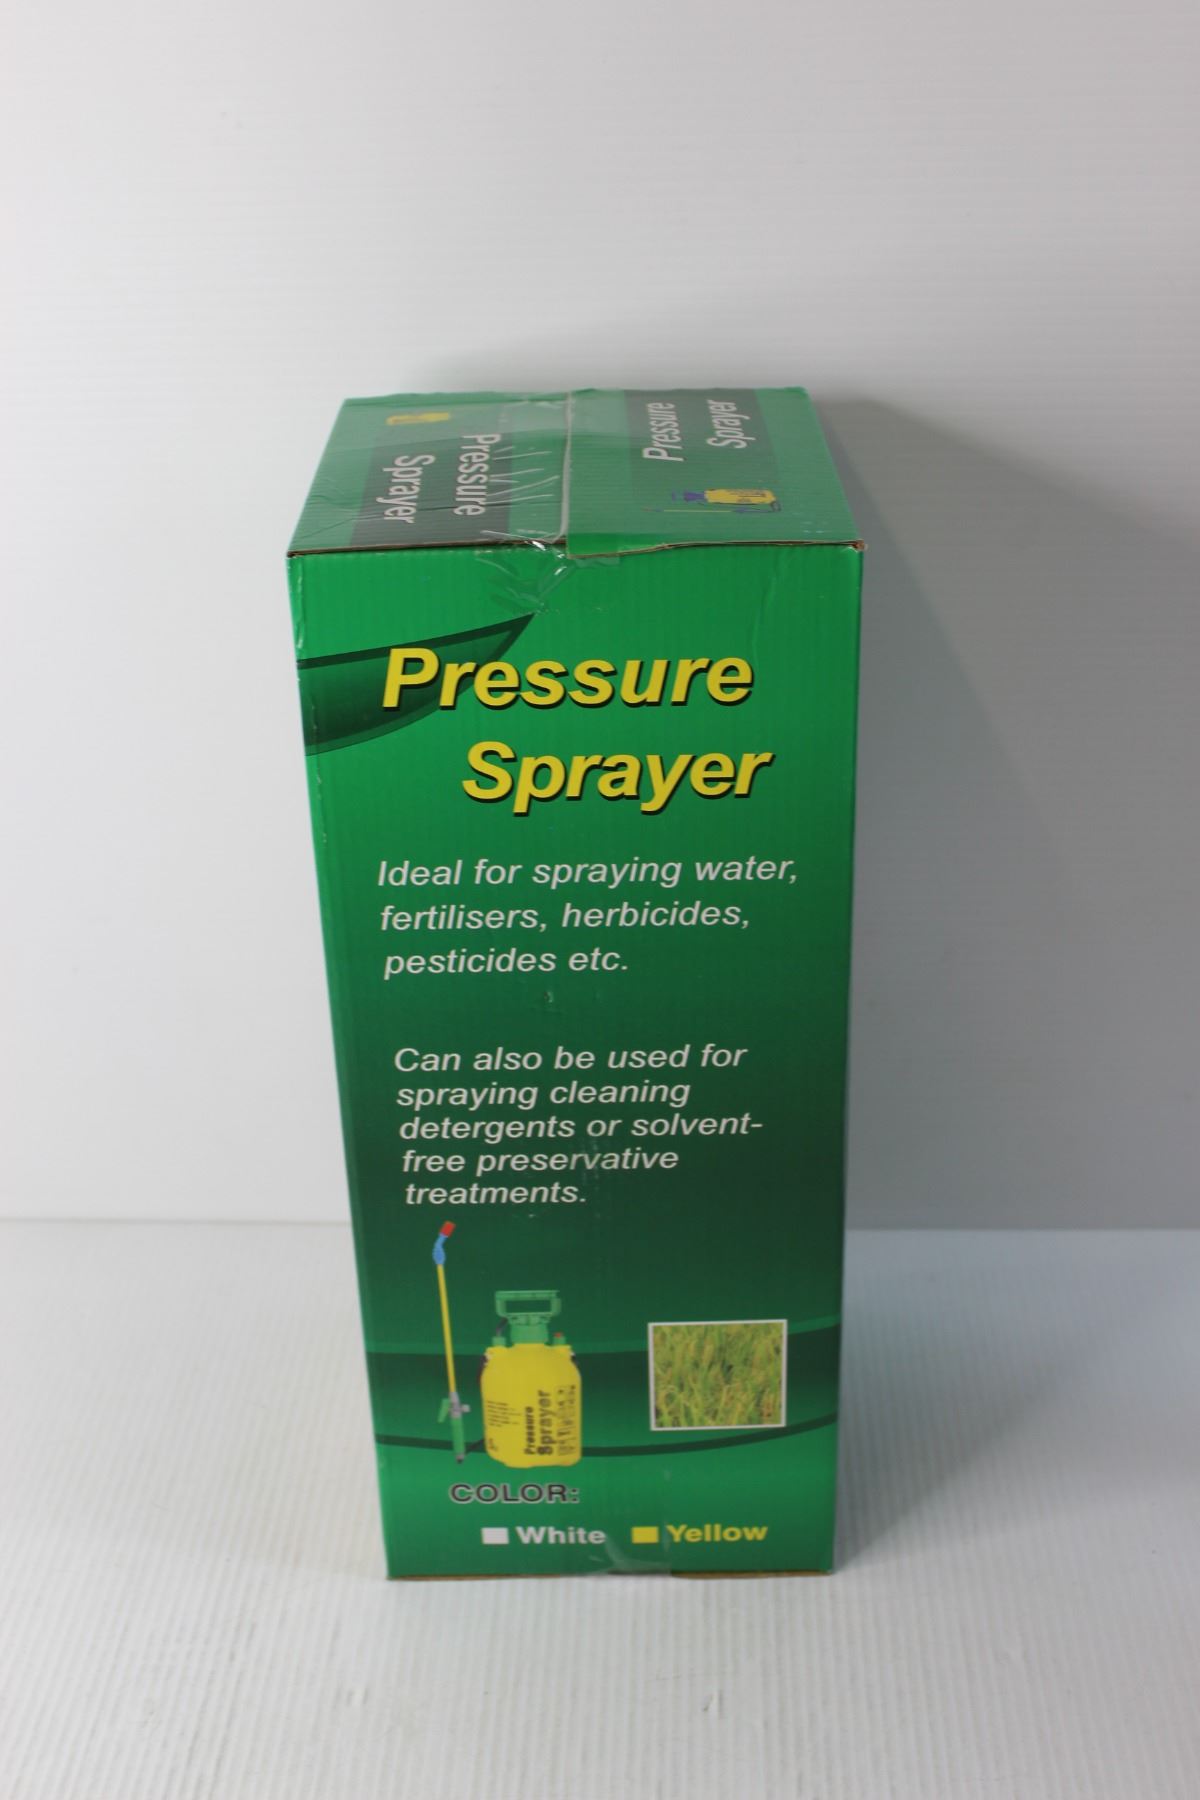 Pressure
Sprayer
Pressure
Sprayer
Pressure
Sprayer
Ideal for spraying water,
fertilisers, herbicides,
pesticides etc.
Can also be used for
spraying cleaning
detergents or solvent-
free preservative
treatments.
Pressure
Sprayer
COLOR:
White Yellow